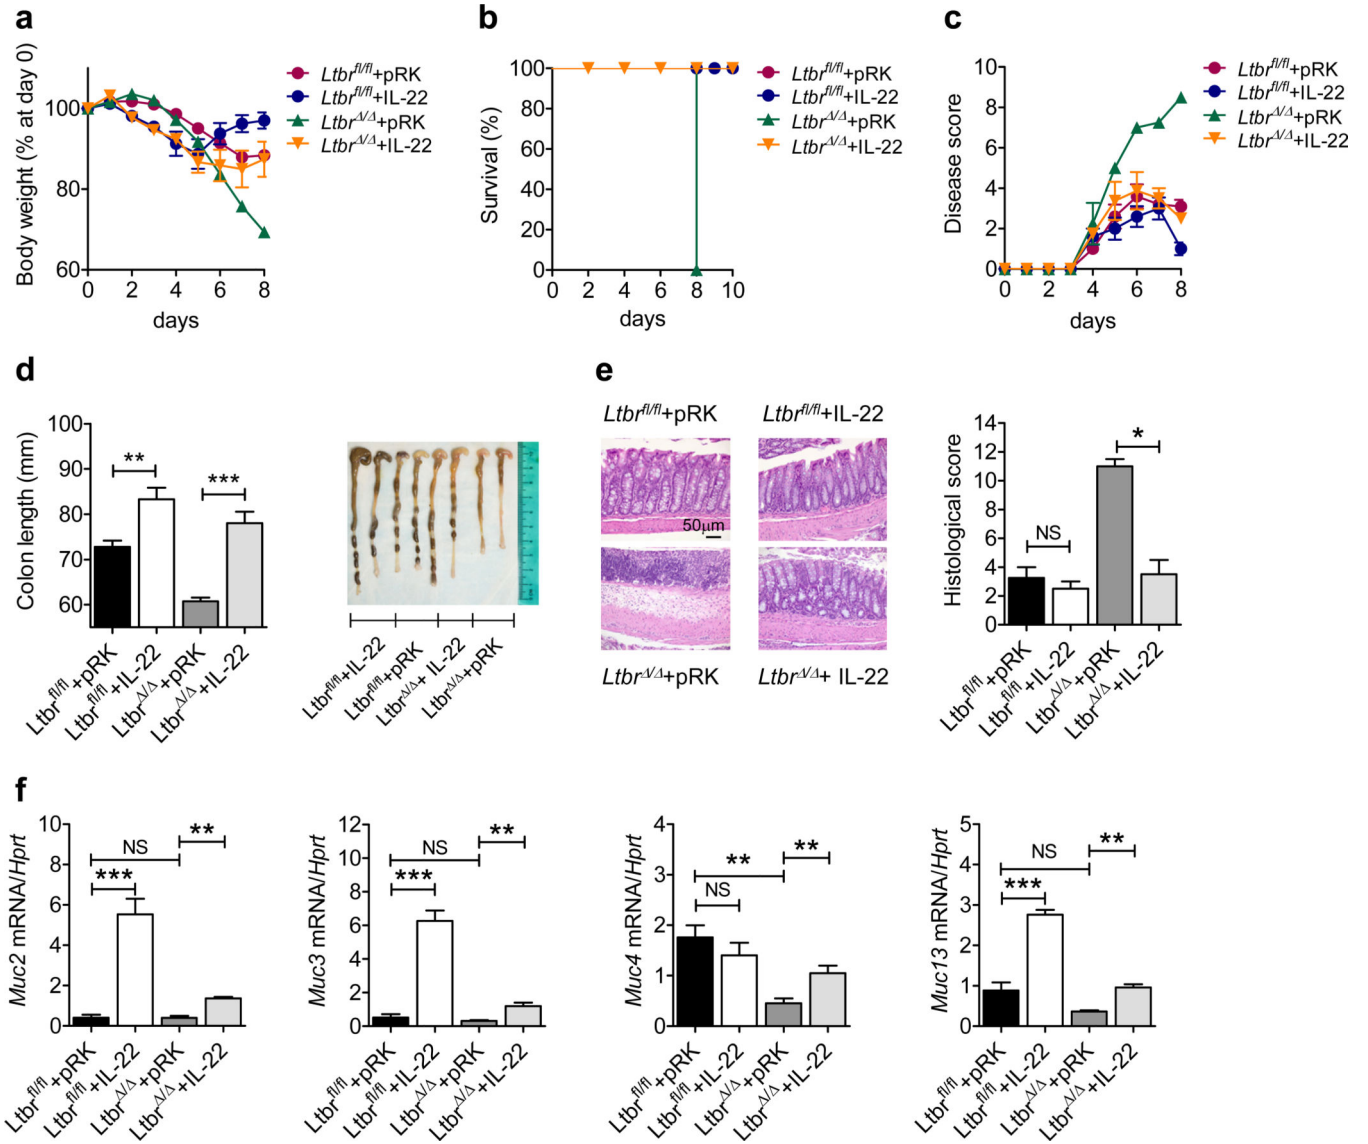 a
Body weight (% at day 0)
100
80
60
0 2 4 6 8
days
Ltbr^fl/fl+pRK
Ltbr^fl/fl+IL-22
Ltbr^Δ/Δ+pRK
Ltbr^Δ/Δ+IL-22
b
Survival (%)
100
80
60
40
20
0
0 2 4 6 8 10
days
Ltbr^fl/fl+pRK
Ltbr^fl/fl+IL-22
Ltbr^Δ/Δ+pRK
Ltbr^Δ/Δ+IL-22
c
Disease score
10
8
6
4
2
0
0 2 4 6 8
days
Ltbr^fl/fl+pRK
Ltbr^fl/fl+IL-22
Ltbr^Δ/Δ+pRK
Ltbr^Δ/Δ+IL-22
d
Colon length (mm)
100
90
80
70
60
**
***
Ltbr^fl/fl+pRK
Ltbr^fl/fl+IL-22
Ltbr^Δ/Δ+pRK
Ltbr^Δ/Δ+IL-22
Ltbr^fl/fl+IL-22
Ltbr^fl/fl+pRK
Ltbr^Δ/Δ+ IL-22
Ltbr^Δ/Δ+pRK
e
Ltbr^fl/fl+pRK
Ltbr^fl/fl+IL-22
50μm
Ltbr^Δ/Δ+pRK
Ltbr^Δ/Δ+ IL-22
Histological score
14
12
10
8
6
4
2
0
NS
*
Ltbr^fl/fl+pRK
Ltbr^fl/fl+IL-22
Ltbr^Δ/Δ+pRK
Ltbr^Δ/Δ+IL-22
f
Muc2 mRNA/Hprt
10
8
6
4
2
0
**
NS
***
Ltbr^fl/fl+pRK
Ltbr^fl/fl+IL-22
Ltbr^Δ/Δ+pRK
Ltbr^Δ/Δ+IL-22
Muc3 mRNA/Hprt
12
10
8
6
4
2
0
**
NS
***
Ltbr^fl/fl+pRK
Ltbr^fl/fl+IL-22
Ltbr^Δ/Δ+pRK
Ltbr^Δ/Δ+IL-22
Muc4 mRNA/Hprt
4
3
2
1
0
**
**
NS
Ltbr^fl/fl+pRK
Ltbr^fl/fl+IL-22
Ltbr^Δ/Δ+pRK
Ltbr^Δ/Δ+IL-22
Muc13 mRNA/Hprt
5
4
3
2
1
0
**
NS
***
Ltbr^fl/fl+pRK
Ltbr^fl/fl+IL-22
Ltbr^Δ/Δ+pRK
Ltbr^Δ/Δ+IL-22